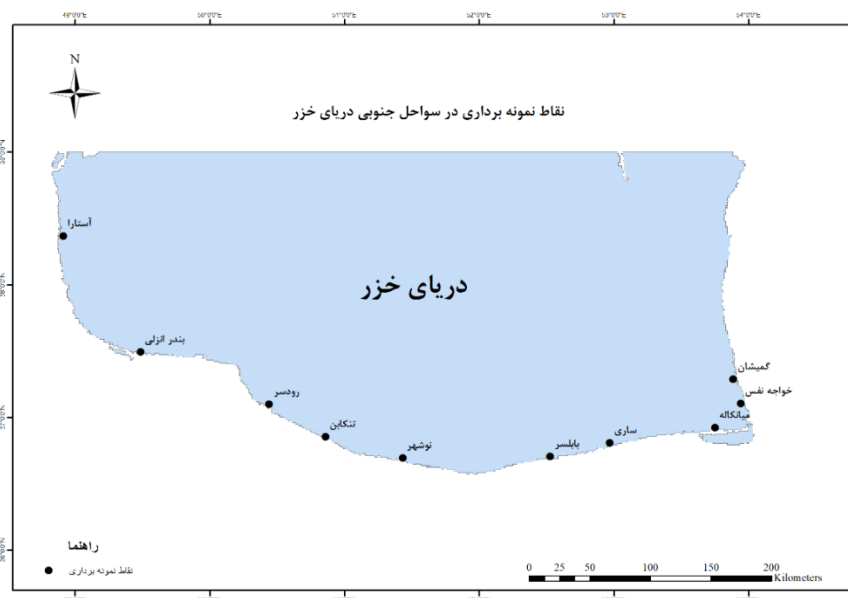 49°0'0"E 50°0'0"E 51°0'0"E 52°0'0"E 53°0'0"E 54°0'0"E
N
نقاط نمونه برداری در سواحل جنوبی دریای خزر
آستارا
دریای خزر
بندر انزلی
گمیشان
خواجه نفس
رودسر
میانکاله
تنکابن
ساری
نوشهر
بابلسر
راهنما
نقاط نمونه برداری
0 25 50 100 150 200
Kilometers